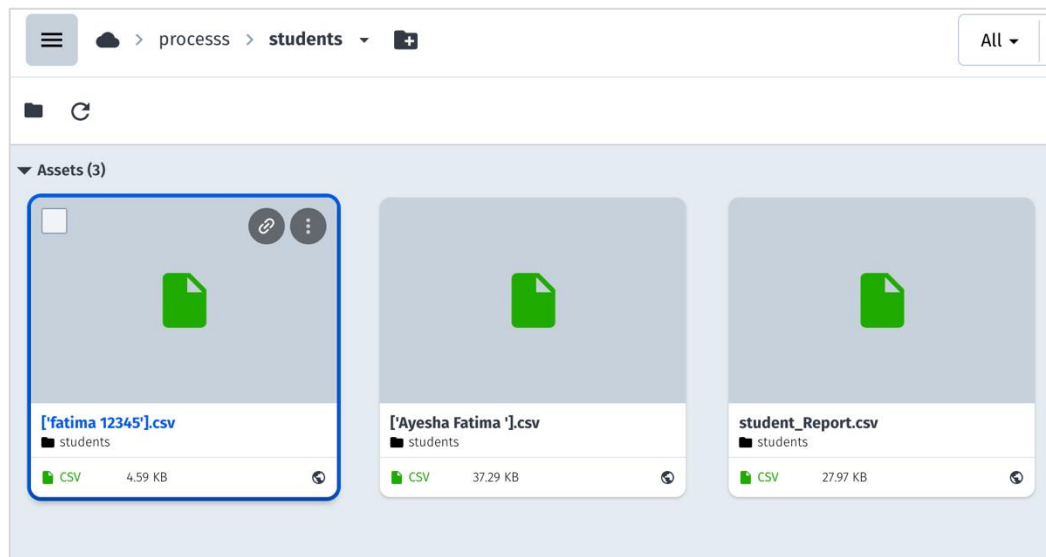 > processs > students
All
Assets (3)
['fatima 12345'].csv
students
CSV 4.59 KB
['Ayesha Fatima '].csv
students
CSV 37.29 KB
student_Report.csv
students
CSV 27.97 KB